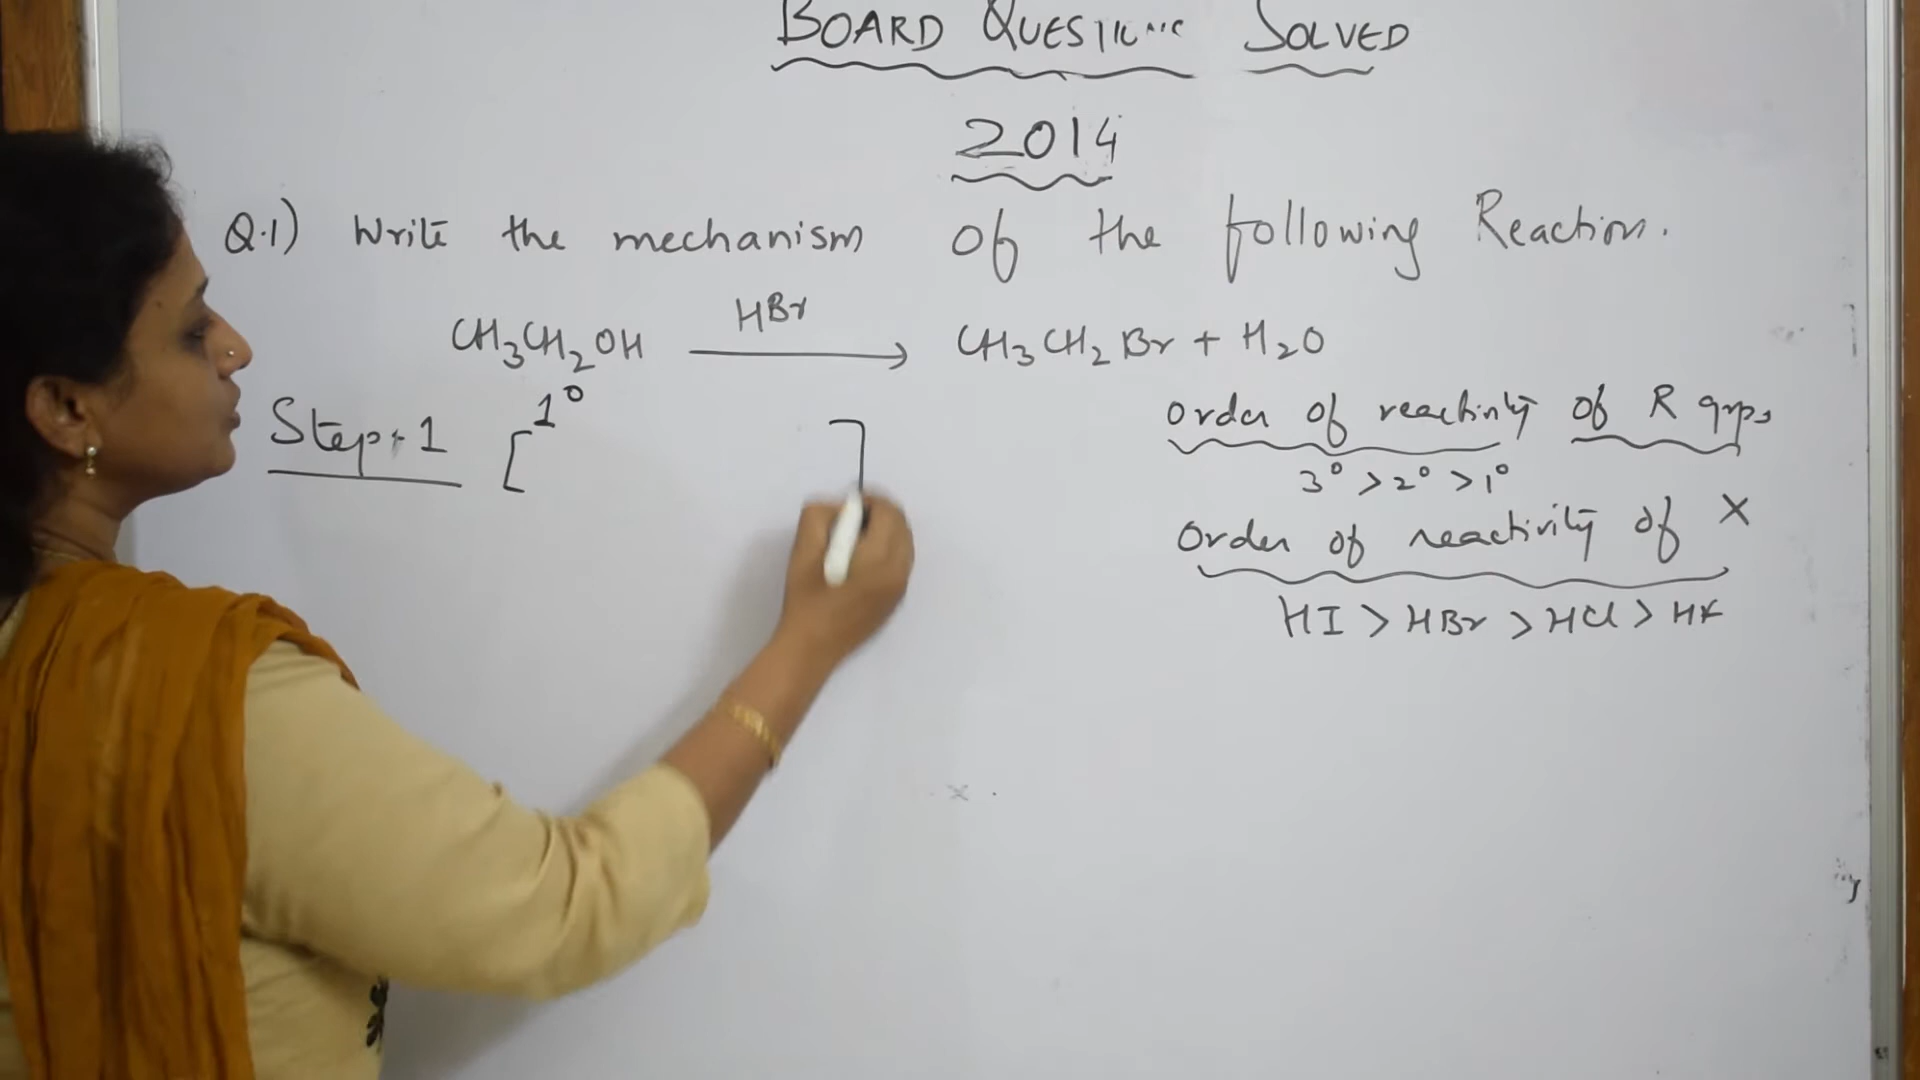 BOARD QUESTIONS SOLVED
2014
Q.1) Write the mechanism of the following Reaction.
HBr
CH₃CH₂OH ⟶ CH₃CH₂Br + H₂O
Step-1 [ 1° ]
Order of reactivity of R grps
3° > 2° > 1°
Order of reactivity of X
HI > HBr > HCl > HF